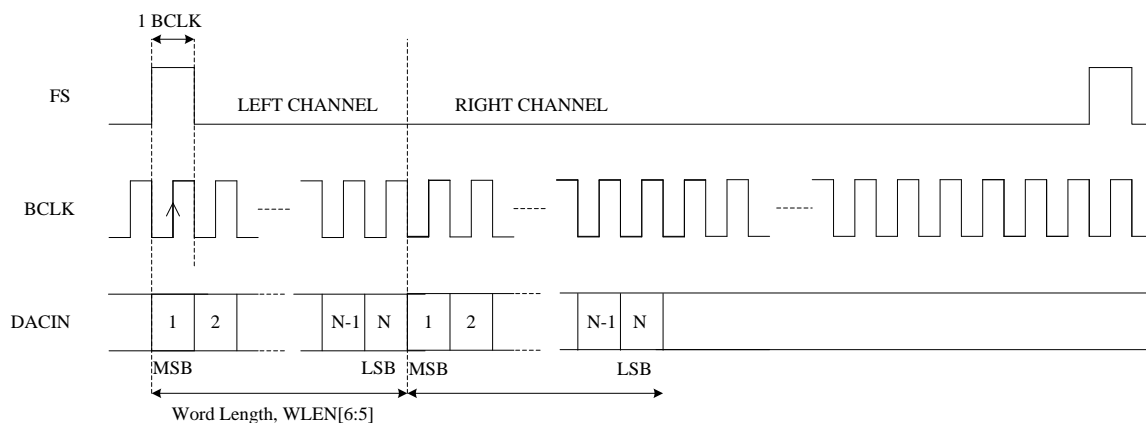 1 BCLK
FS
LEFT CHANNEL
RIGHT CHANNEL
BCLK
DACIN
1
2
N-1
N
1
2
N-1
N
MSB
LSB
MSB
LSB
Word Length, WLEN[6:5]